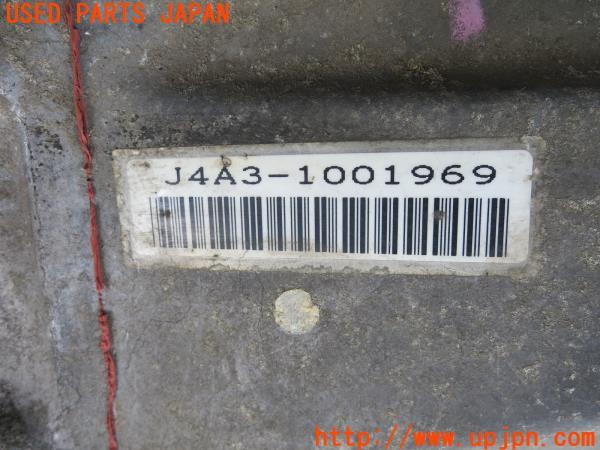 USED PARTS JAPAN
J4A3-1001969
http://www.upjpn.com/